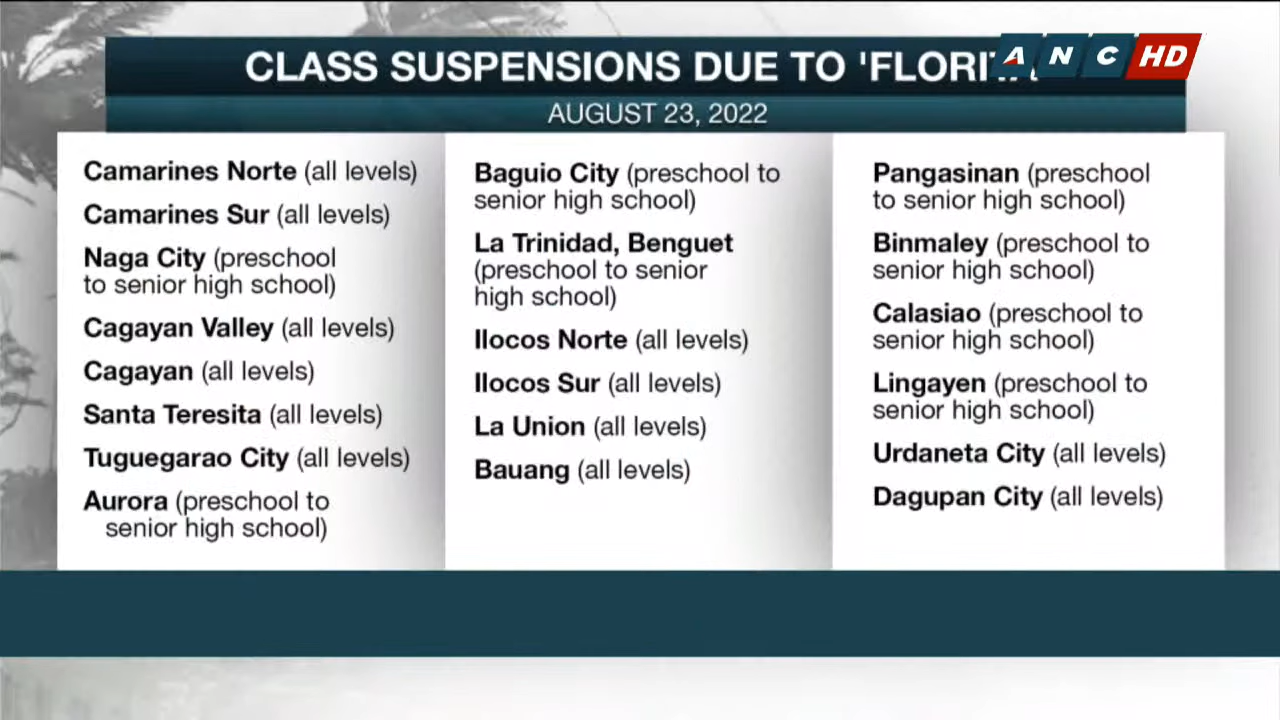 CLASS SUSPENSIONS DUE TO
ANC HD
AUGUST 23, 2022
Camarines Norte (all levels)
Camarines Sur (all levels)
Naga City (preschool
to senior high school)
Cagayan Valley (all levels)
Cagayan (all levels)
Santa Teresita (all levels)
Tuguegarao City (all levels)
Aurora (preschool to
senior high school)
Baguio City (preschool to
senior high school)
La Trinidad, Benguet
(preschool to senior
high school)
Ilocos Norte (all levels)
Ilocos Sur (all levels)
La Union (all levels)
Bauang (all levels)
Pangasinan (preschool
to senior high school)
Binmaley (preschool to
senior high school)
Calasiao (preschool to
senior high school)
Lingayen (preschool to
senior high school)
Urdaneta City (all levels)
Dagupan City (all levels)